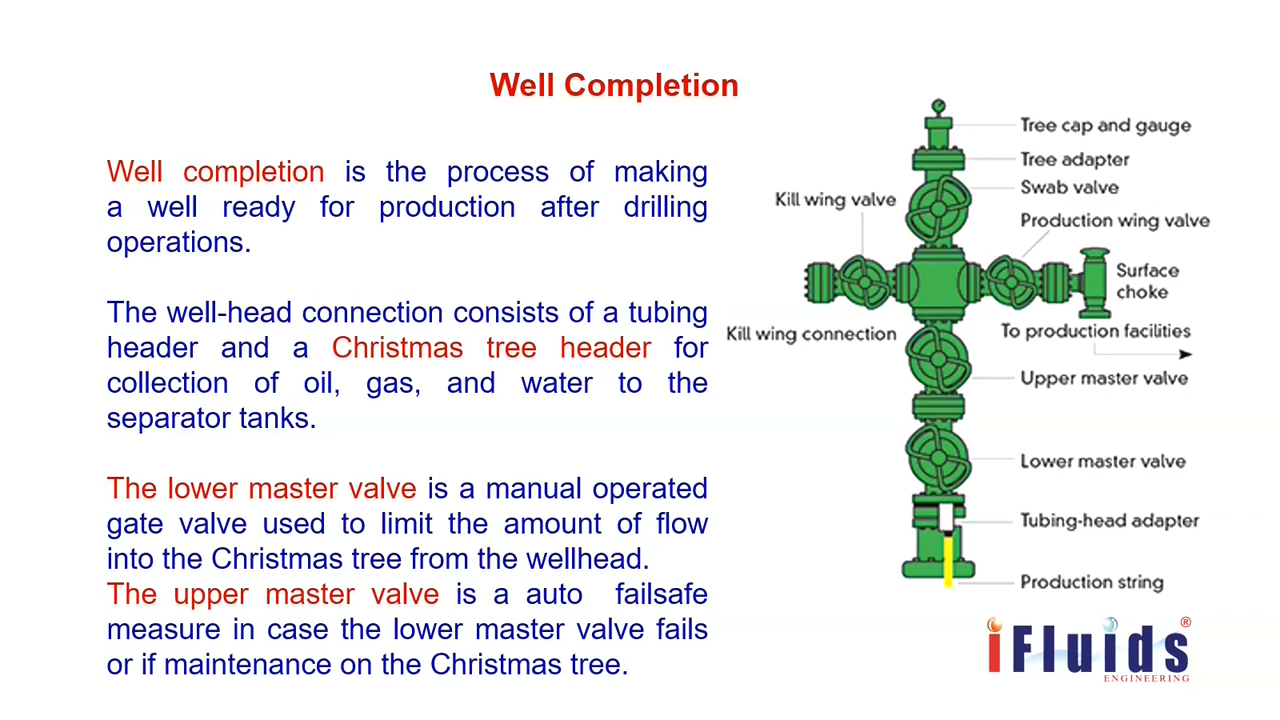 Well Completion
Well completion is the process of making
a well ready for production after drilling
operations.
The well-head connection consists of a tubing
header and a Christmas tree header for
collection of oil, gas, and water to the
separator tanks.
The lower master valve is a manual operated
gate valve used to limit the amount of flow
into the Christmas tree from the wellhead.
The upper master valve is a auto failsafe
measure in case the lower master valve fails
or if maintenance on the Christmas tree.
Tree cap and gauge
Tree adapter
Swab valve
Kill wing valve
Production wing valve
Surface
choke
Kill wing connection
To production facilities
Upper master valve
Lower master valve
Tubing-head adapter
Production string
iFluids®
ENGINEERING